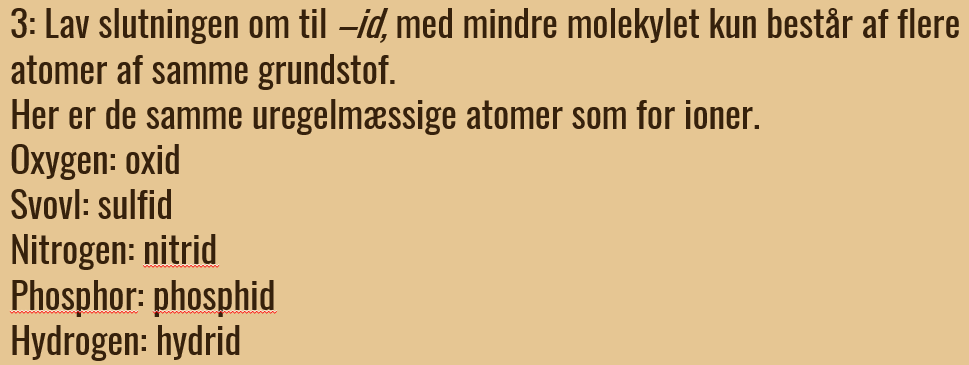 3: Lav slutningen om til –id, med mindre molekylet kun består af flere
atomer af samme grundstof.
Her er de samme uregelmæssige atomer som for ioner.
Oxygen: oxid
Svovl: sulfid
Nitrogen: nitrid
Phosphor: phosphid
Hydrogen: hydrid